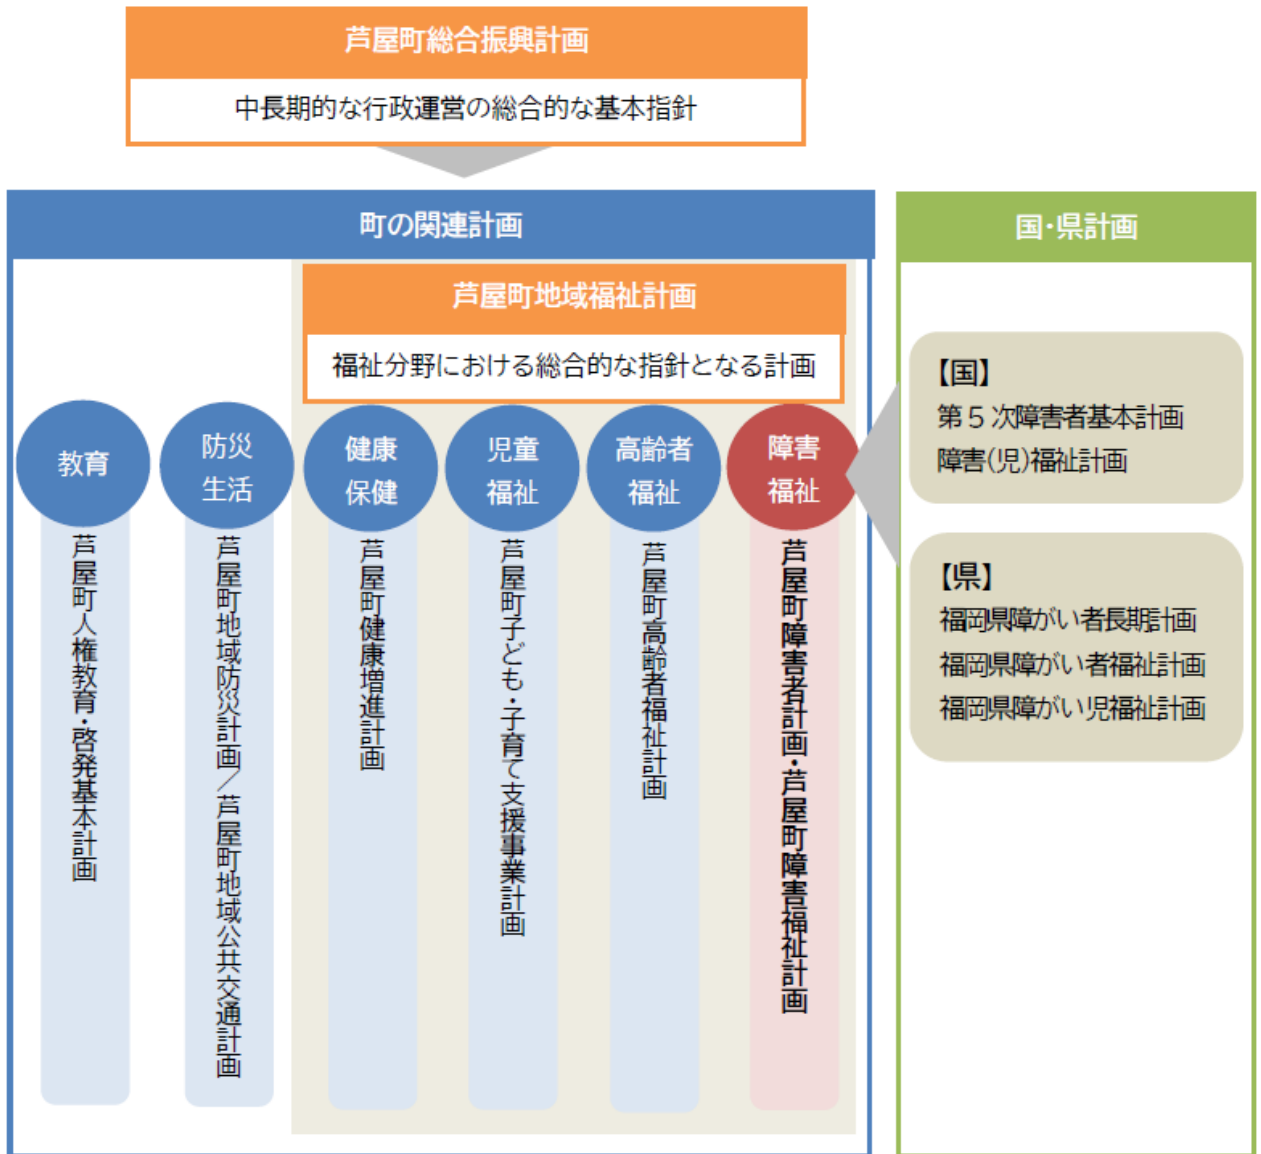 芦屋町総合振興計画
中長期的な行政運営の総合的な基本指針
町の関連計画
芦屋町地域福祉計画
福祉分野における総合的な指針となる計画
教育
芦屋町人権教育・啓発基本計画
防災
生活
芦屋町地域防災計画／芦屋町地域公共交通計画
健康
保健
芦屋町健康増進計画
児童
福祉
芦屋町子ども・子育て支援事業計画
高齢者
福祉
芦屋町高齢者福祉計画
障害
福祉
芦屋町障害者計画・芦屋町障害福祉計画
国・県計画
【国】
第５次障害者基本計画
障害(児)福祉計画
【県】
福岡県障がい者長期計画
福岡県障がい者福祉計画
福岡県障がい児福祉計画